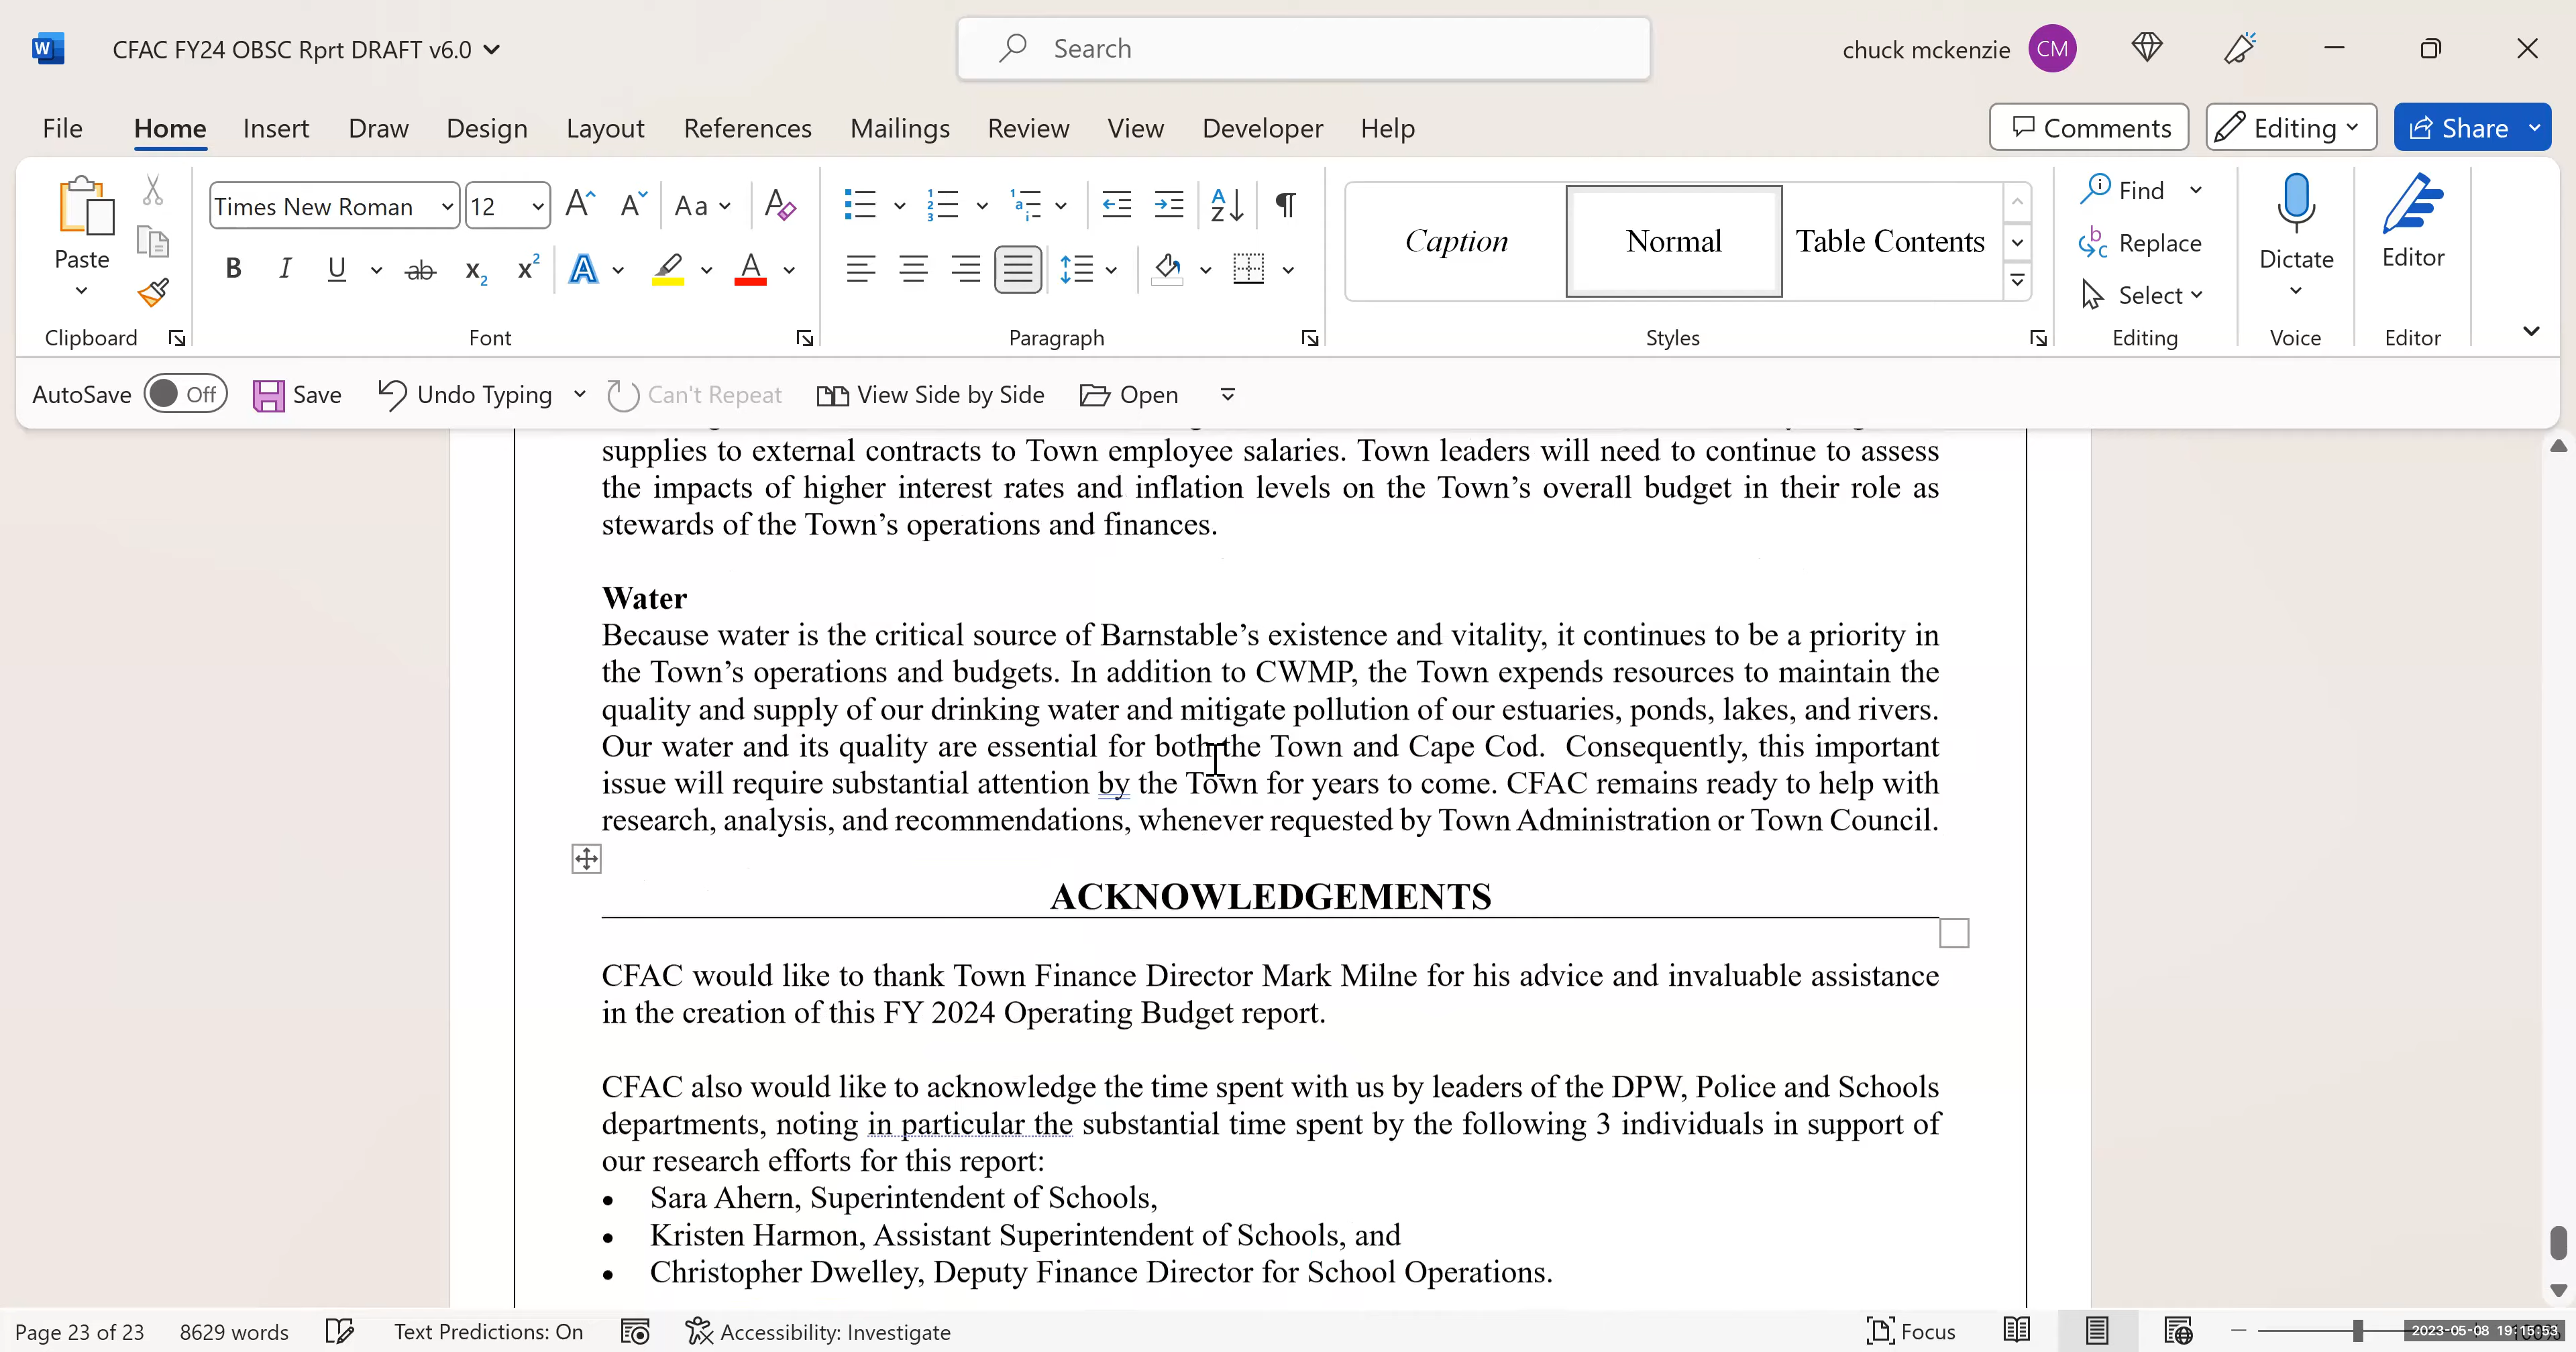 CFAC FY24 OBSC Rprt DRAFT v6.0
Search
chuck mckenzie CM
File Home Insert Draw Design Layout References Mailings Review View Developer Help Comments Editing Share
Paste
Clipboard
Times New Roman 12
Font
Paragraph
Caption Normal Table Contents
Styles
Find
Replace
Select
Editing
Dictate
Voice
Editor
Editor
AutoSave Off Save Undo Typing Can't Repeat View Side by Side Open
supplies to external contracts to Town employee salaries. Town leaders will need to continue to assess
the impacts of higher interest rates and inflation levels on the Town’s overall budget in their role as
stewards of the Town’s operations and finances.
Water
Because water is the critical source of Barnstable’s existence and vitality, it continues to be a priority in
the Town’s operations and budgets. In addition to CWMP, the Town expends resources to maintain the
quality and supply of our drinking water and mitigate pollution of our estuaries, ponds, lakes, and rivers.
Our water and its quality are essential for both the Town and Cape Cod.  Consequently, this important
issue will require substantial attention by the Town for years to come. CFAC remains ready to help with
research, analysis, and recommendations, whenever requested by Town Administration or Town Council.
ACKNOWLEDGEMENTS
CFAC would like to thank Town Finance Director Mark Milne for his advice and invaluable assistance
in the creation of this FY 2024 Operating Budget report.
CFAC also would like to acknowledge the time spent with us by leaders of the DPW, Police and Schools
departments, noting in particular the substantial time spent by the following 3 individuals in support of
our research efforts for this report:
• Sara Ahern, Superintendent of Schools,
• Kristen Harmon, Assistant Superintendent of Schools, and
• Christopher Dwelley, Deputy Finance Director for School Operations.
Page 23 of 23 8629 words Text Predictions: On Accessibility: Investigate Focus 2023-05-08 19:15:53